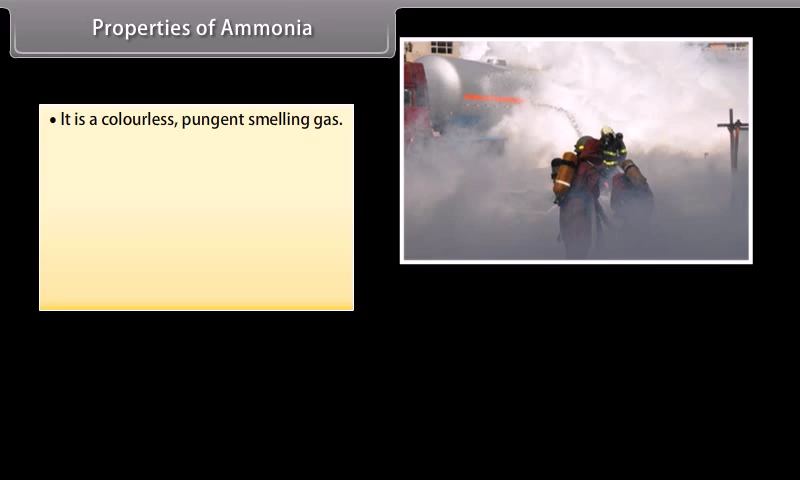 Properties of Ammonia
• It is a colourless, pungent smelling gas.